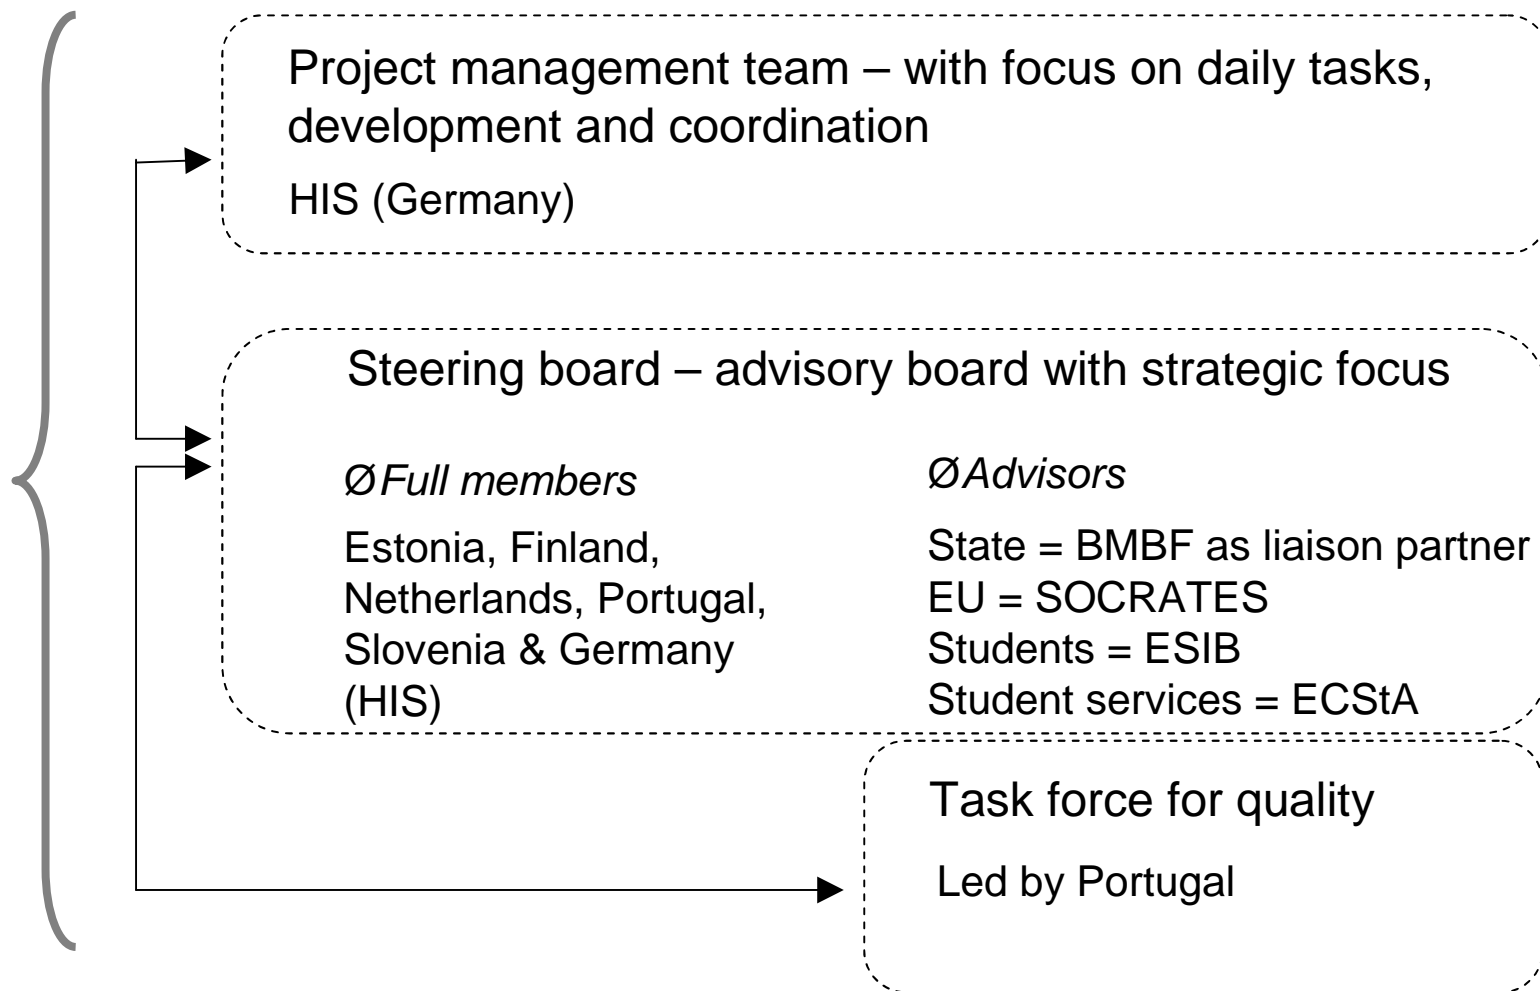 Project management team – with focus on daily tasks,
development and coordination
HIS (Germany)
Steering board – advisory board with strategic focus
ØFull members
Estonia, Finland,
Netherlands, Portugal,
Slovenia & Germany
(HIS)
ØAdvisors
State = BMBF as liaison partner
EU = SOCRATES
Students = ESIB
Student services = ECStA
Task force for quality
Led by Portugal